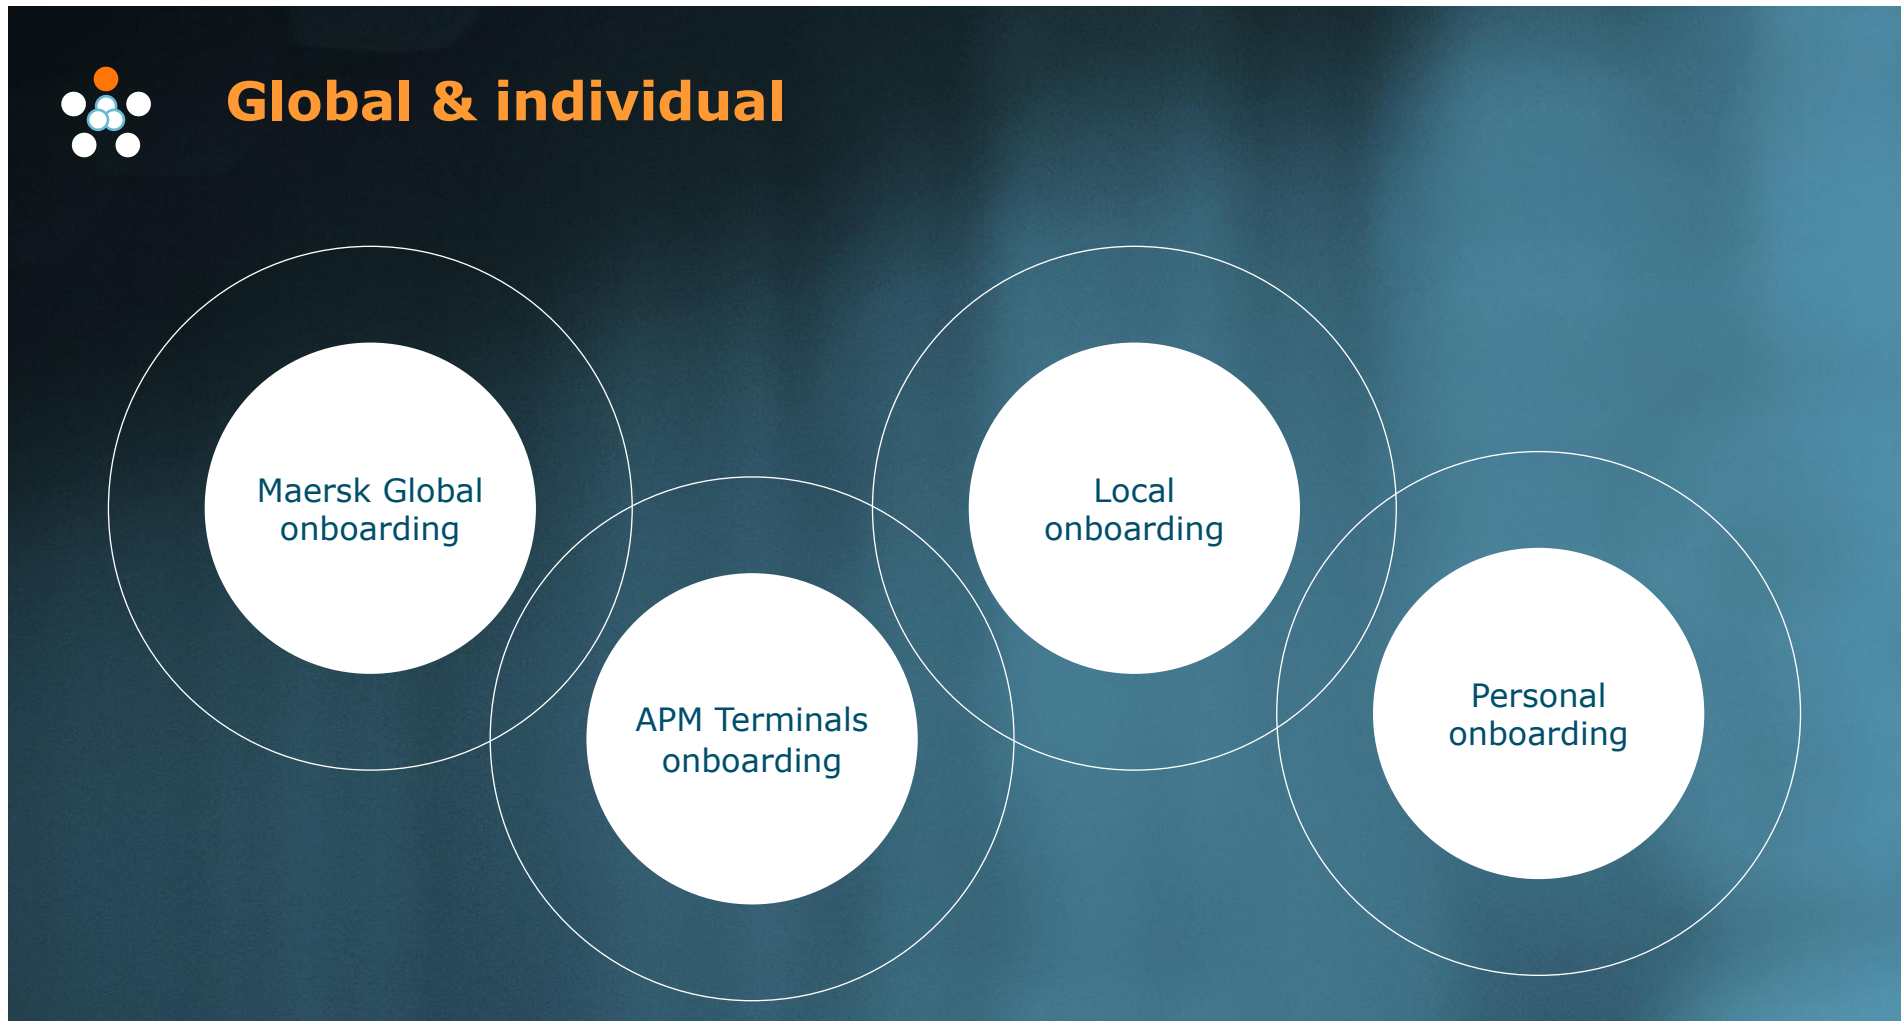 Global & individual
Maersk Global
onboarding
APM Terminals
onboarding
Local
onboarding
Personal
onboarding